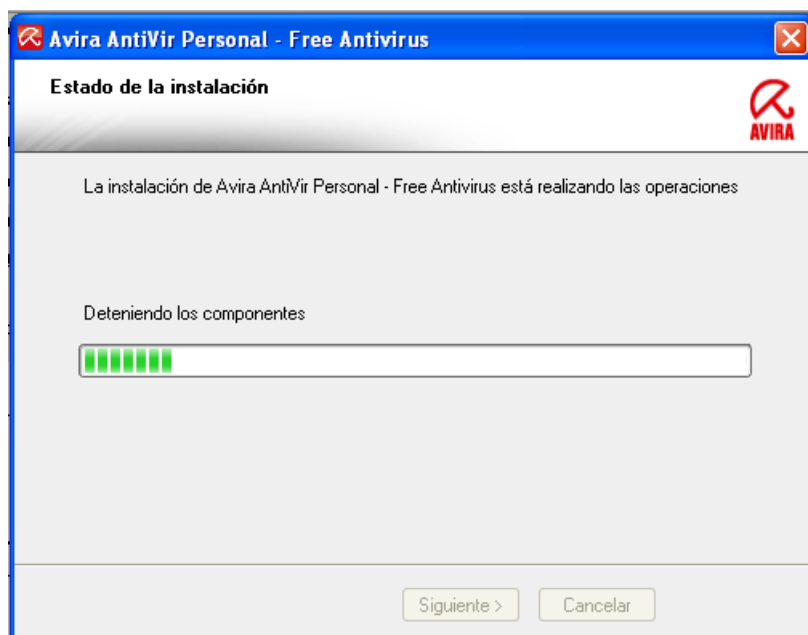 Avira AntiVir Personal - Free Antivirus
Estado de la instalación
AVIRA
La instalación de Avira AntiVir Personal - Free Antivirus está realizando las operaciones
Deteniendo los componentes
Siguiente >
Cancelar